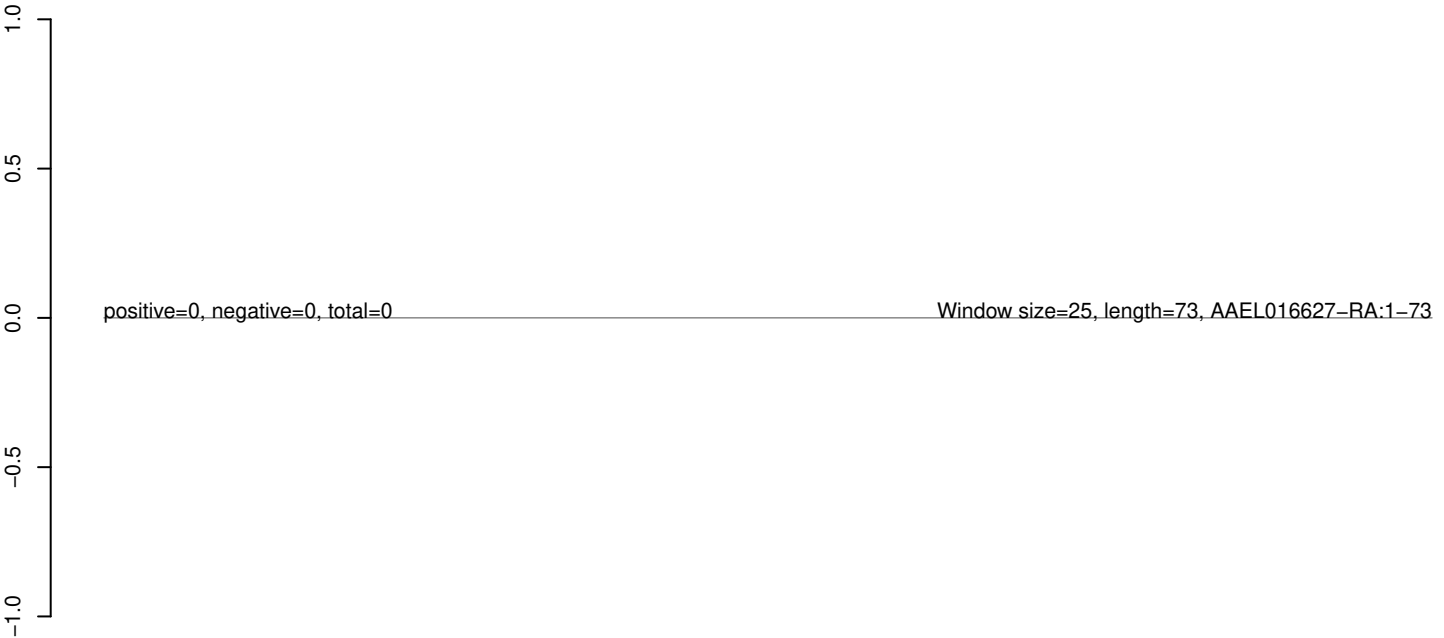 1.0
0.5
0.0
−0.5
−1.0
positive=0, negative=0, total=0
Window size=25, length=73, AAEL016627−RA:1−73